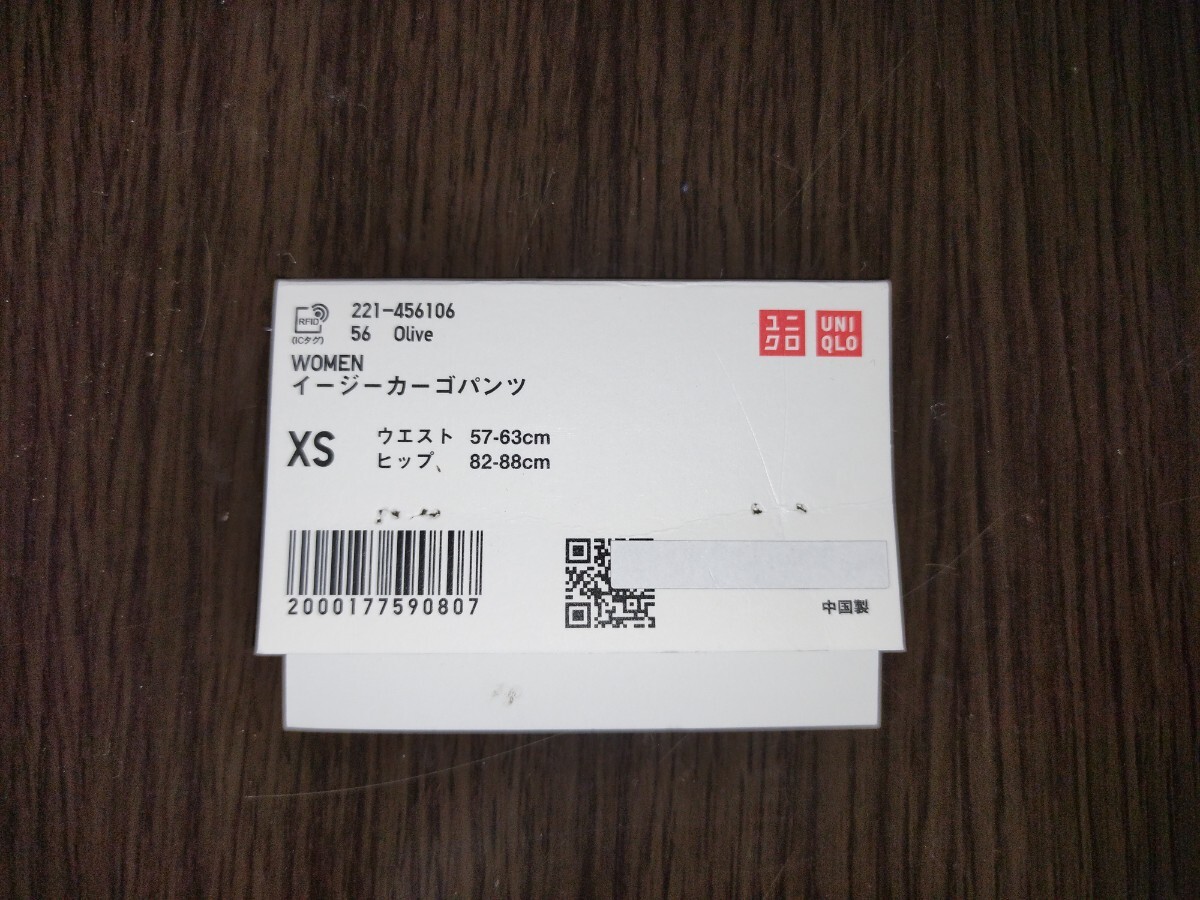 RFID
(ICタグ)
221-456106
56 Olive
WOMEN
イージーカーゴパンツ
ユニ
クロ
UNI
QLO
XS
ウエスト 57-63cm
ヒップ、 82-88cm
2000177590807
中国製